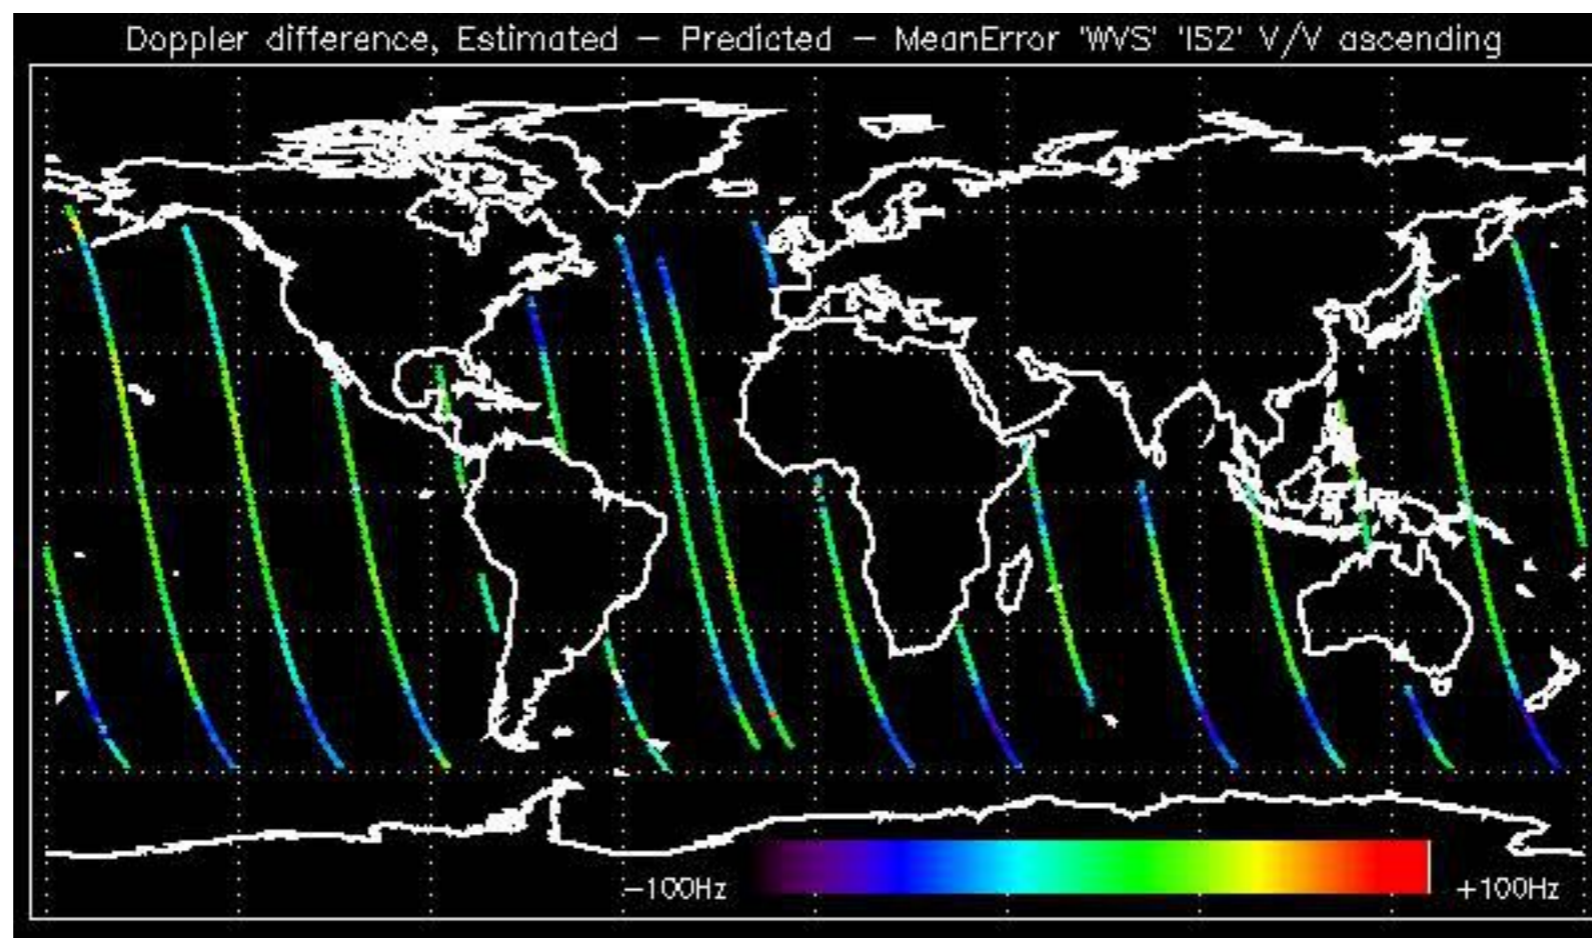 Doppler difference, Estimated - Predicted - MeanError 'WVS' 'IS2' V/V ascending
-100Hz +100Hz